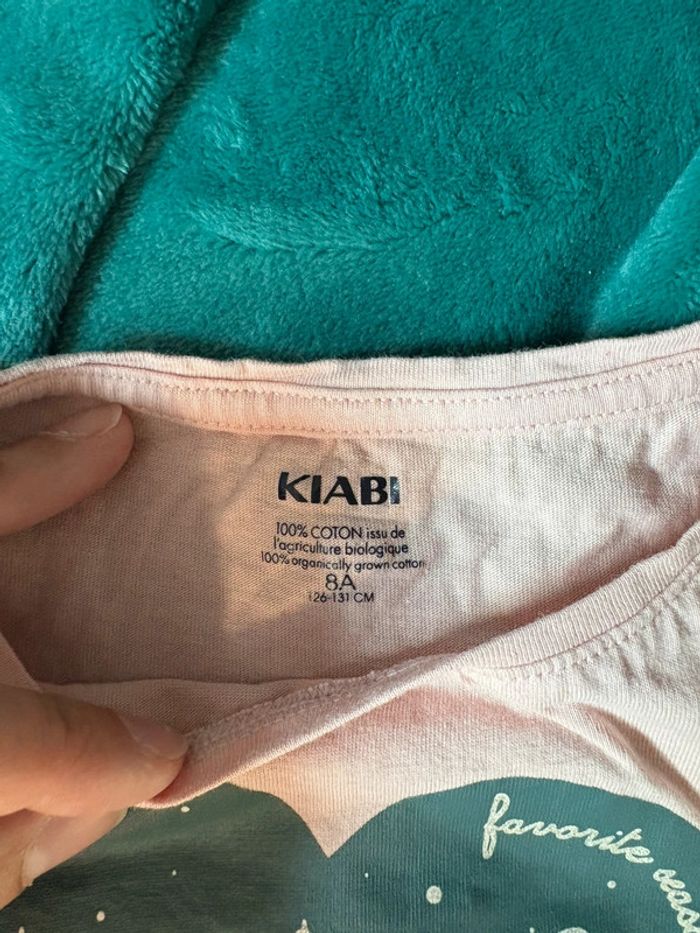 KIABI
100% COTON issu de
l'agriculture biologique
100% organically grown cotton
8A
126-131 CM
favorite